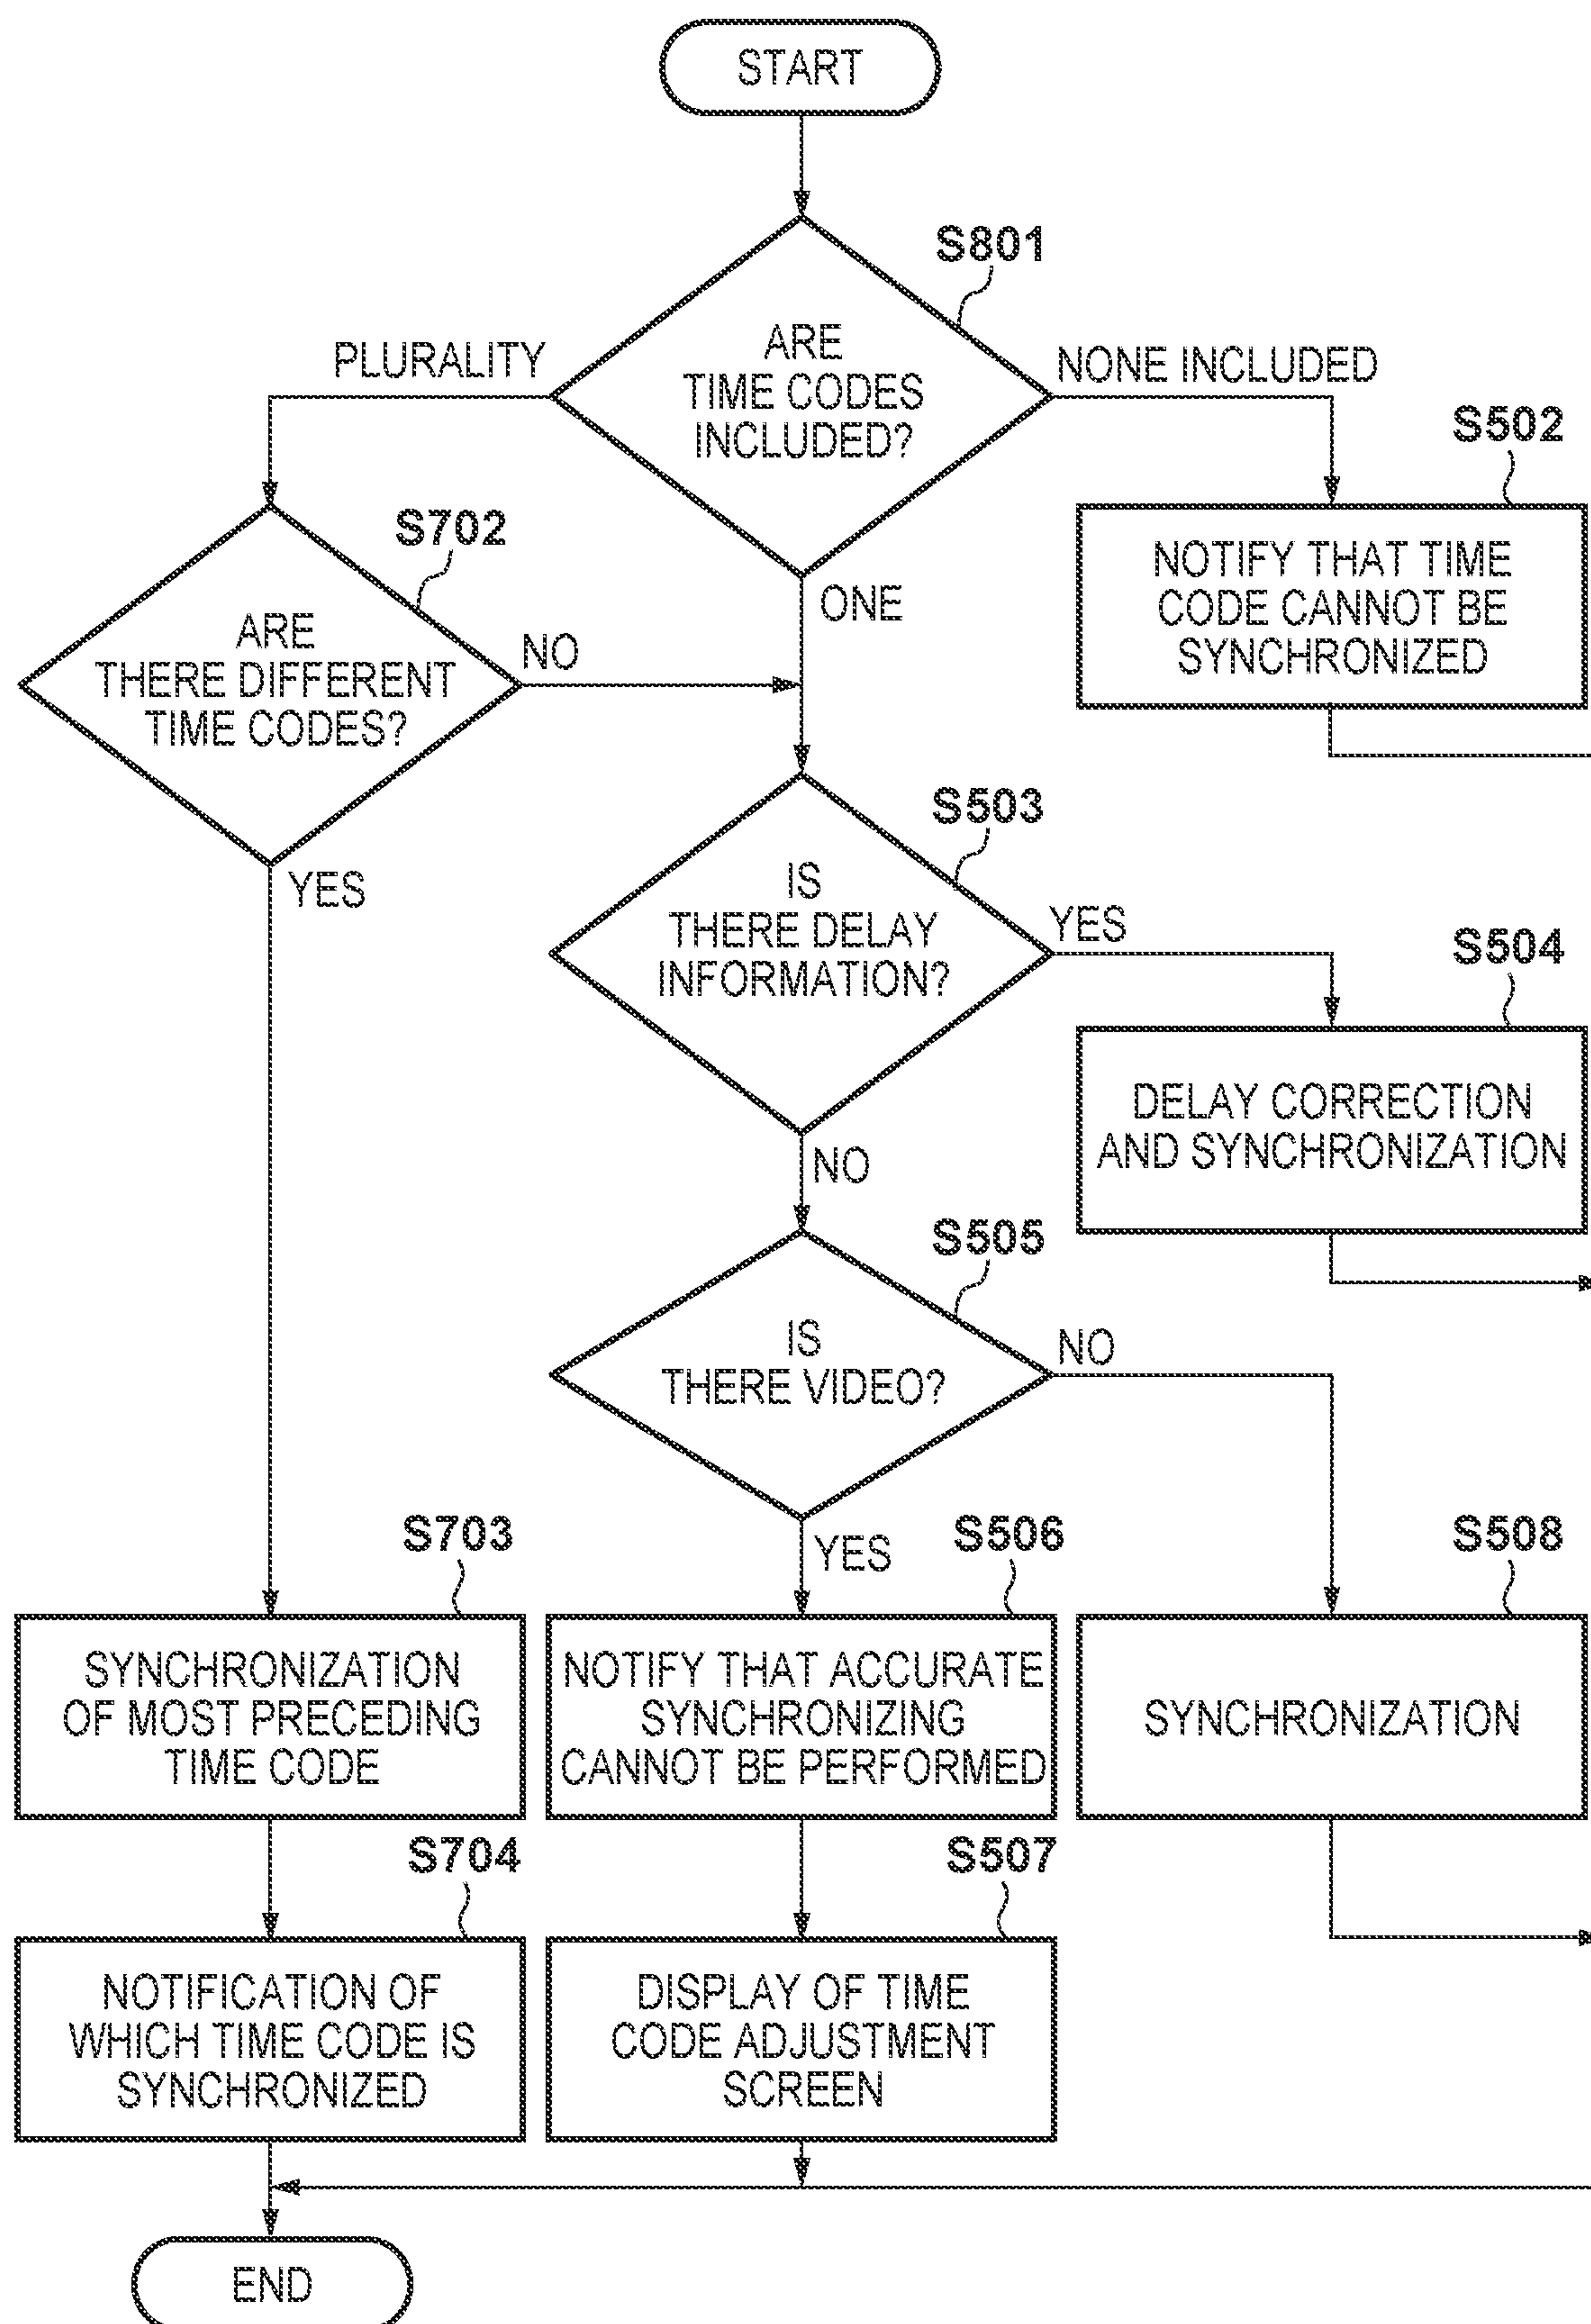 START
S801
ARE
TIME CODES
INCLUDED?
PLURALITY
NONE INCLUDED
ONE
S502
NOTIFY THAT TIME
CODE CANNOT BE
SYNCHRONIZED
S702
ARE
THERE DIFFERENT
TIME CODES?
NO
YES
S503
IS
THERE DELAY
INFORMATION?
YES
NO
S504
DELAY CORRECTION
AND SYNCHRONIZATION
S505
IS
THERE VIDEO?
NO
YES
S703
SYNCHRONIZATION
OF MOST PRECEDING
TIME CODE
S506
NOTIFY THAT ACCURATE
SYNCHRONIZING
CANNOT BE PERFORMED
S508
SYNCHRONIZATION
S704
NOTIFICATION OF
WHICH TIME CODE IS
SYNCHRONIZED
S507
DISPLAY OF TIME
CODE ADJUSTMENT
SCREEN
END